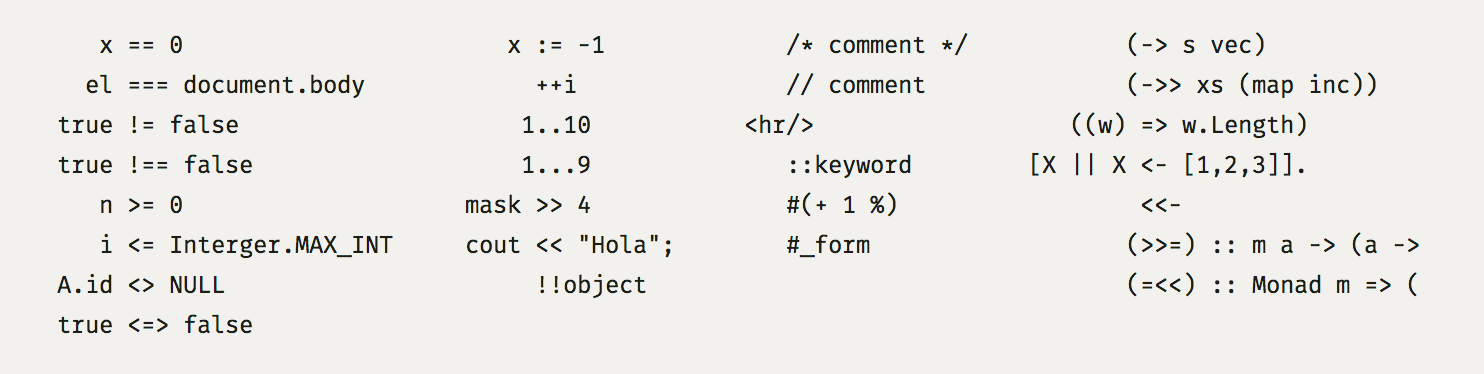 x == 0
el === document.body
true != false
true !== false
n >= 0
i <= Interger.MAX_INT
A.id <> NULL
true <=> false
x := -1
++i
1..10
1...9
mask >> 4
cout << "Hola";
!!object
/* comment */
// comment
<hr/>
::keyword
#(+ 1 %)
#_form
(-> s vec)
(->> xs (map inc))
((w) => w.Length)
[X || X <- [1,2,3]].
<<-
(>>=) :: m a -> (a ->
(=<<) :: Monad m => (